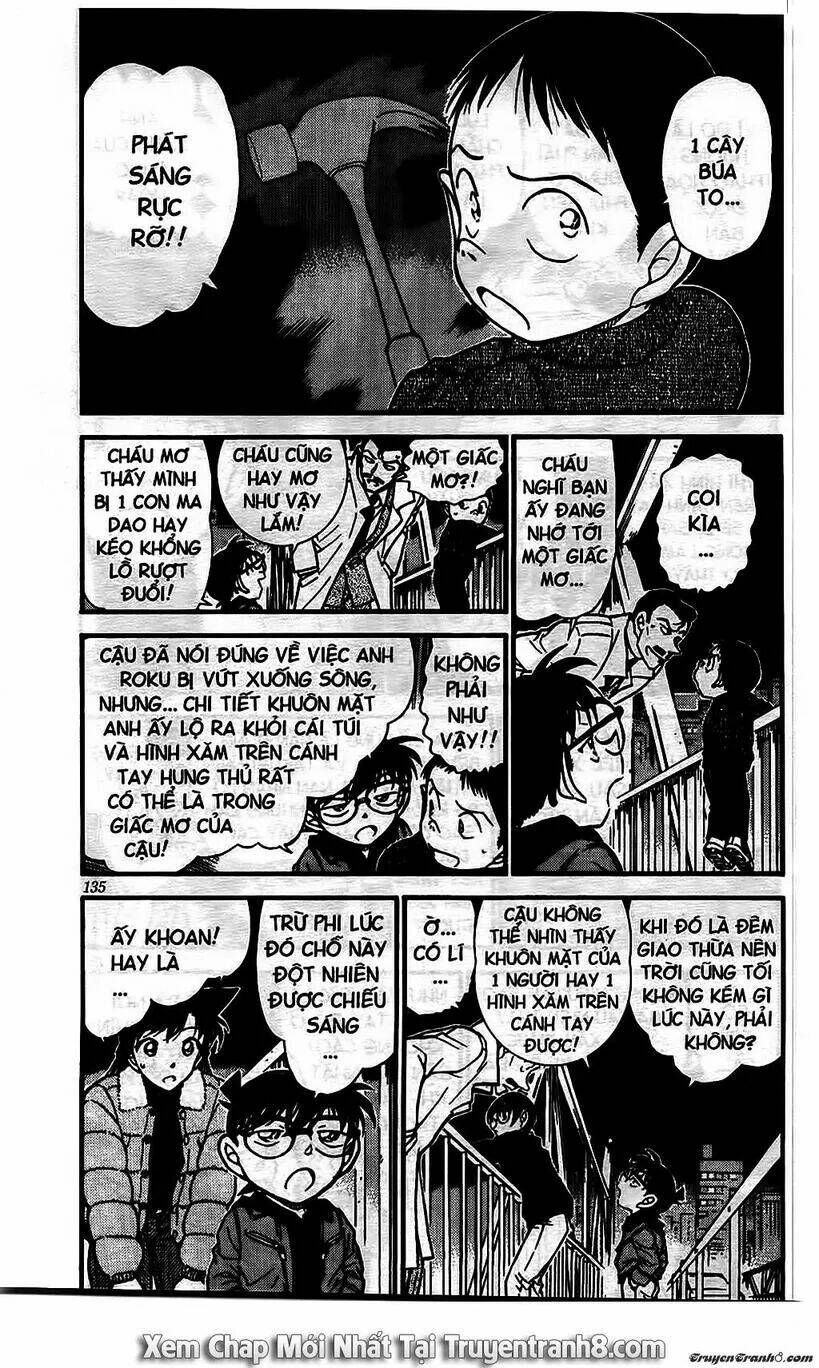 1 CÂY
BÚA
TO...
PHÁT
SÁNG
RỰC
RỠ!!
COI
KÌA
...
CHÁU
NGHĨ BẠN
ẤY ĐANG
NHỚ TỚI
MỘT GIẤC
MƠ...
MỘT GIẤC
MƠ?!
CHÁU CŨNG
HAY MƠ
NHƯ VẬY
LẮM!
CHÁU MƠ
THẤY MÌNH
BỊ 1 CON MA
DAO HAY
KÉO KHỔNG
LỒ RƯỢT
ĐUỔI!
KHÔNG
PHẢI
NHƯ
VẬY!!
CẬU ĐÃ NÓI ĐÚNG VỀ VIỆC ANH
ROKU BỊ VỨT XUỐNG SÔNG,
NHƯNG... CHI TIẾT KHUÔN MẶT
ANH ẤY LỘ RA KHỎI CÁI TÚI
VÀ HÌNH XĂM TRÊN CÁNH
TAY HUNG THỦ RẤT
CÓ THỂ LÀ TRONG
GIẤC MƠ CỦA
CẬU!
135
KHI ĐÓ LÀ ĐÊM
GIAO THỪA NÊN
TRỜI CŨNG TỐI
KHÔNG KÉM GÌ
LÚC NÀY, PHẢI
KHÔNG?
CẬU KHÔNG
THỂ NHÌN THẤY
KHUÔN MẶT CỦA
1 NGƯỜI HAY 1
HÌNH XĂM TRÊN
CÁNH TAY
ĐƯỢC!
Ờ...
CÓ LÍ
...
TRỪ PHI LÚC
ĐÓ CHỖ NÀY
ĐỘT NHIÊN
ĐƯỢC CHIẾU
SÁNG
...
ẤY KHOAN!
HAY LÀ
...
Xem Chap Mới Nhất Tại Truyentranh8.com
TruyenTranh8.com